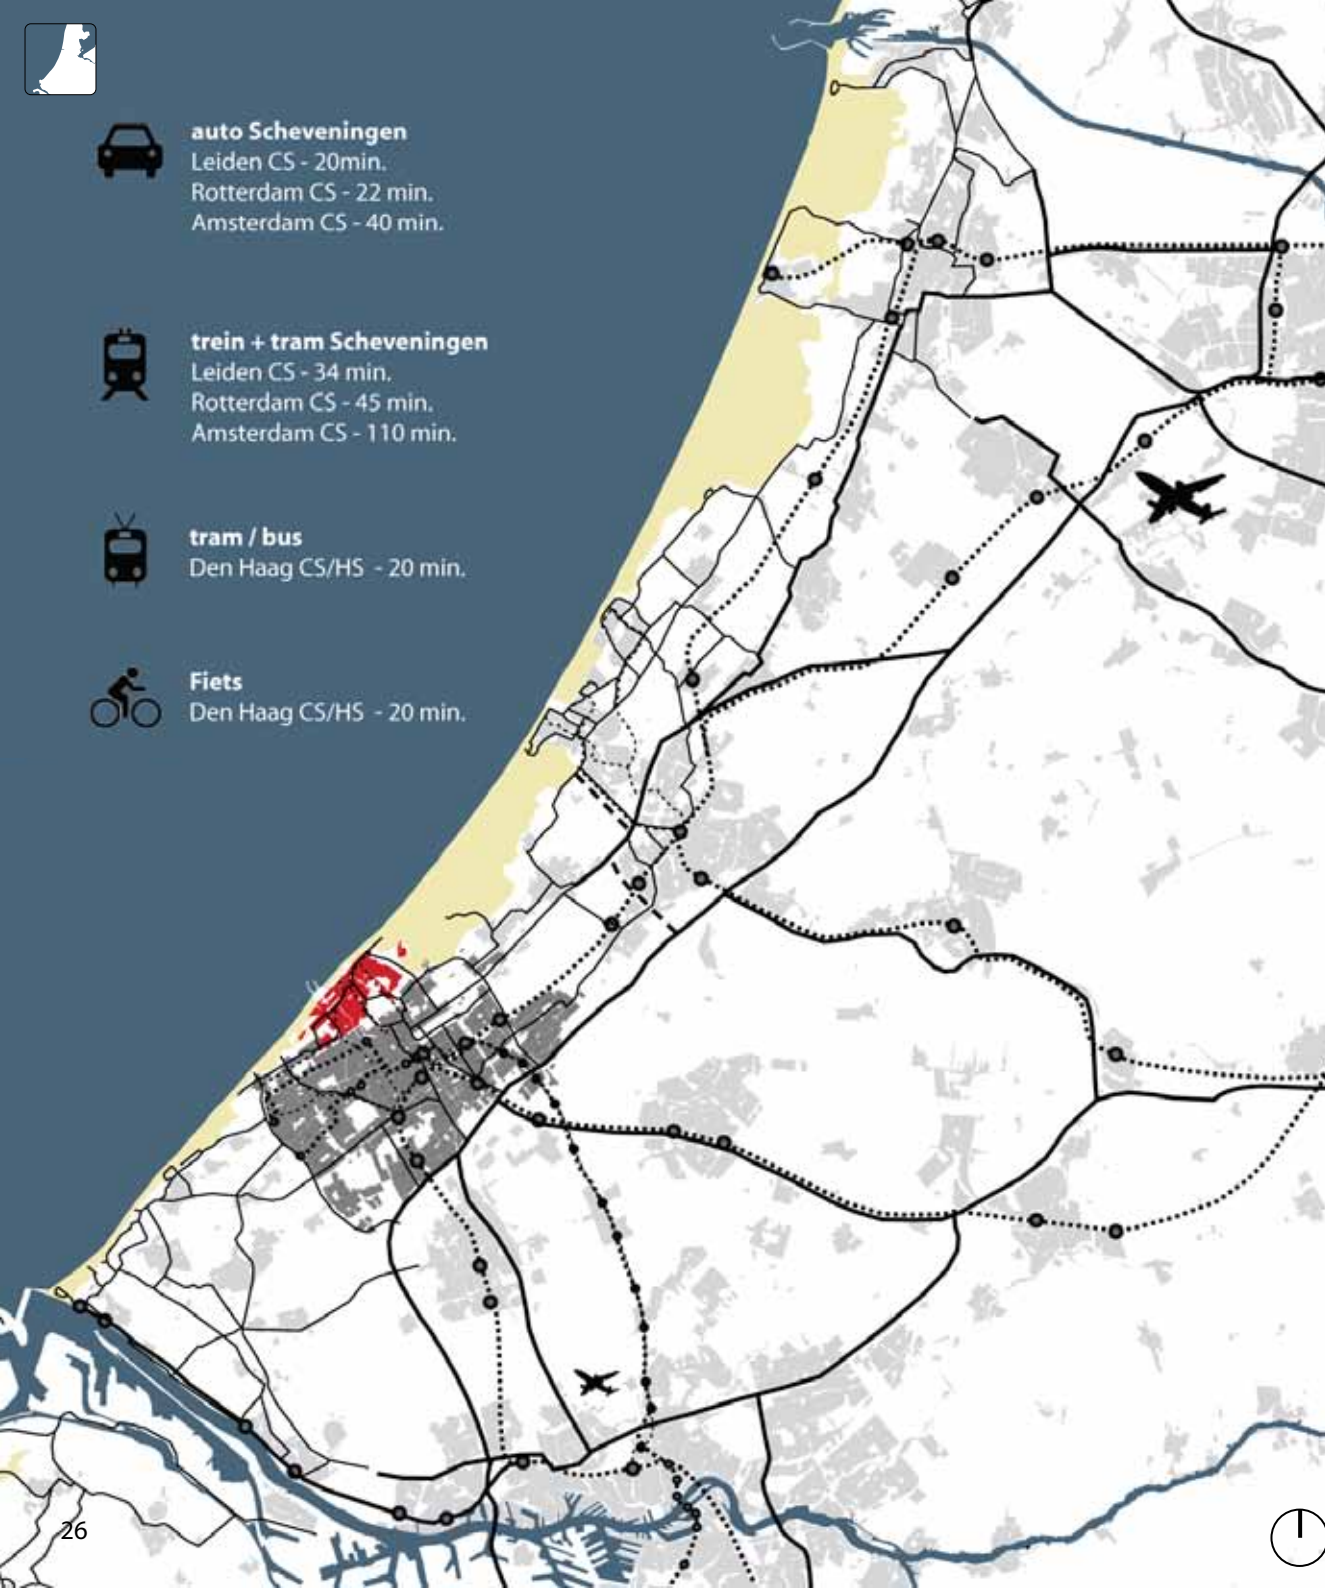 auto Scheveningen
Leiden CS - 20min.
Rotterdam CS - 22 min.
Amsterdam CS - 40 min.
trein + tram Scheveningen
Leiden CS - 34 min.
Rotterdam CS - 45 min.
Amsterdam CS - 110 min.
tram / bus
Den Haag CS/HS - 20 min.
Fiets
Den Haag CS/HS - 20 min.
26